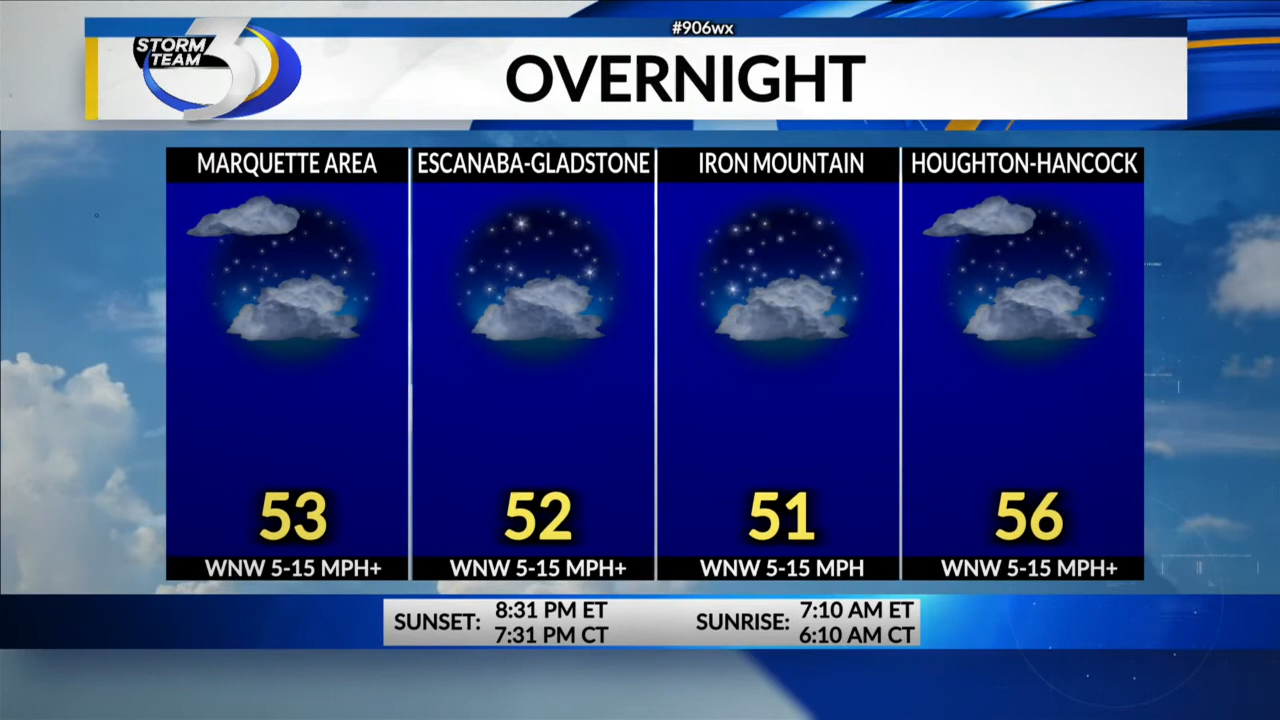 #906wx
STORM
TEAM
3
OVERNIGHT
MARQUETTE AREA
ESCANABA-GLADSTONE
IRON MOUNTAIN
HOUGHTON-HANCOCK
53
52
51
56
WNW 5-15 MPH+
WNW 5-15 MPH+
WNW 5-15 MPH
WNW 5-15 MPH+
SUNSET:
8:31 PM ET
7:31 PM CT
SUNRISE:
7:10 AM ET
6:10 AM CT